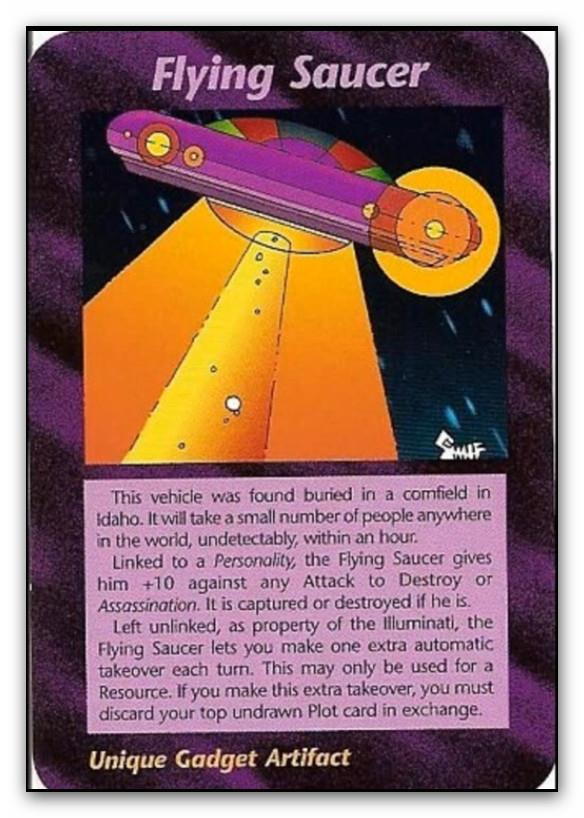 Flying Saucer
This vehicle was found buried in a cornfield in
Idaho. It will take a small number of people anywhere
in the world, undetectably, within an hour.
Linked to a Personality, the Flying Saucer gives
him +10 against any Attack to Destroy or
Assassination. It is captured or destroyed if he is.
Left unlinked, as property of the Illuminati, the
Flying Saucer lets you make one extra automatic
takeover each turn. This may only be used for a
Resource. If you make this extra takeover, you must
discard your top undrawn Plot card in exchange.
Unique Gadget Artifact